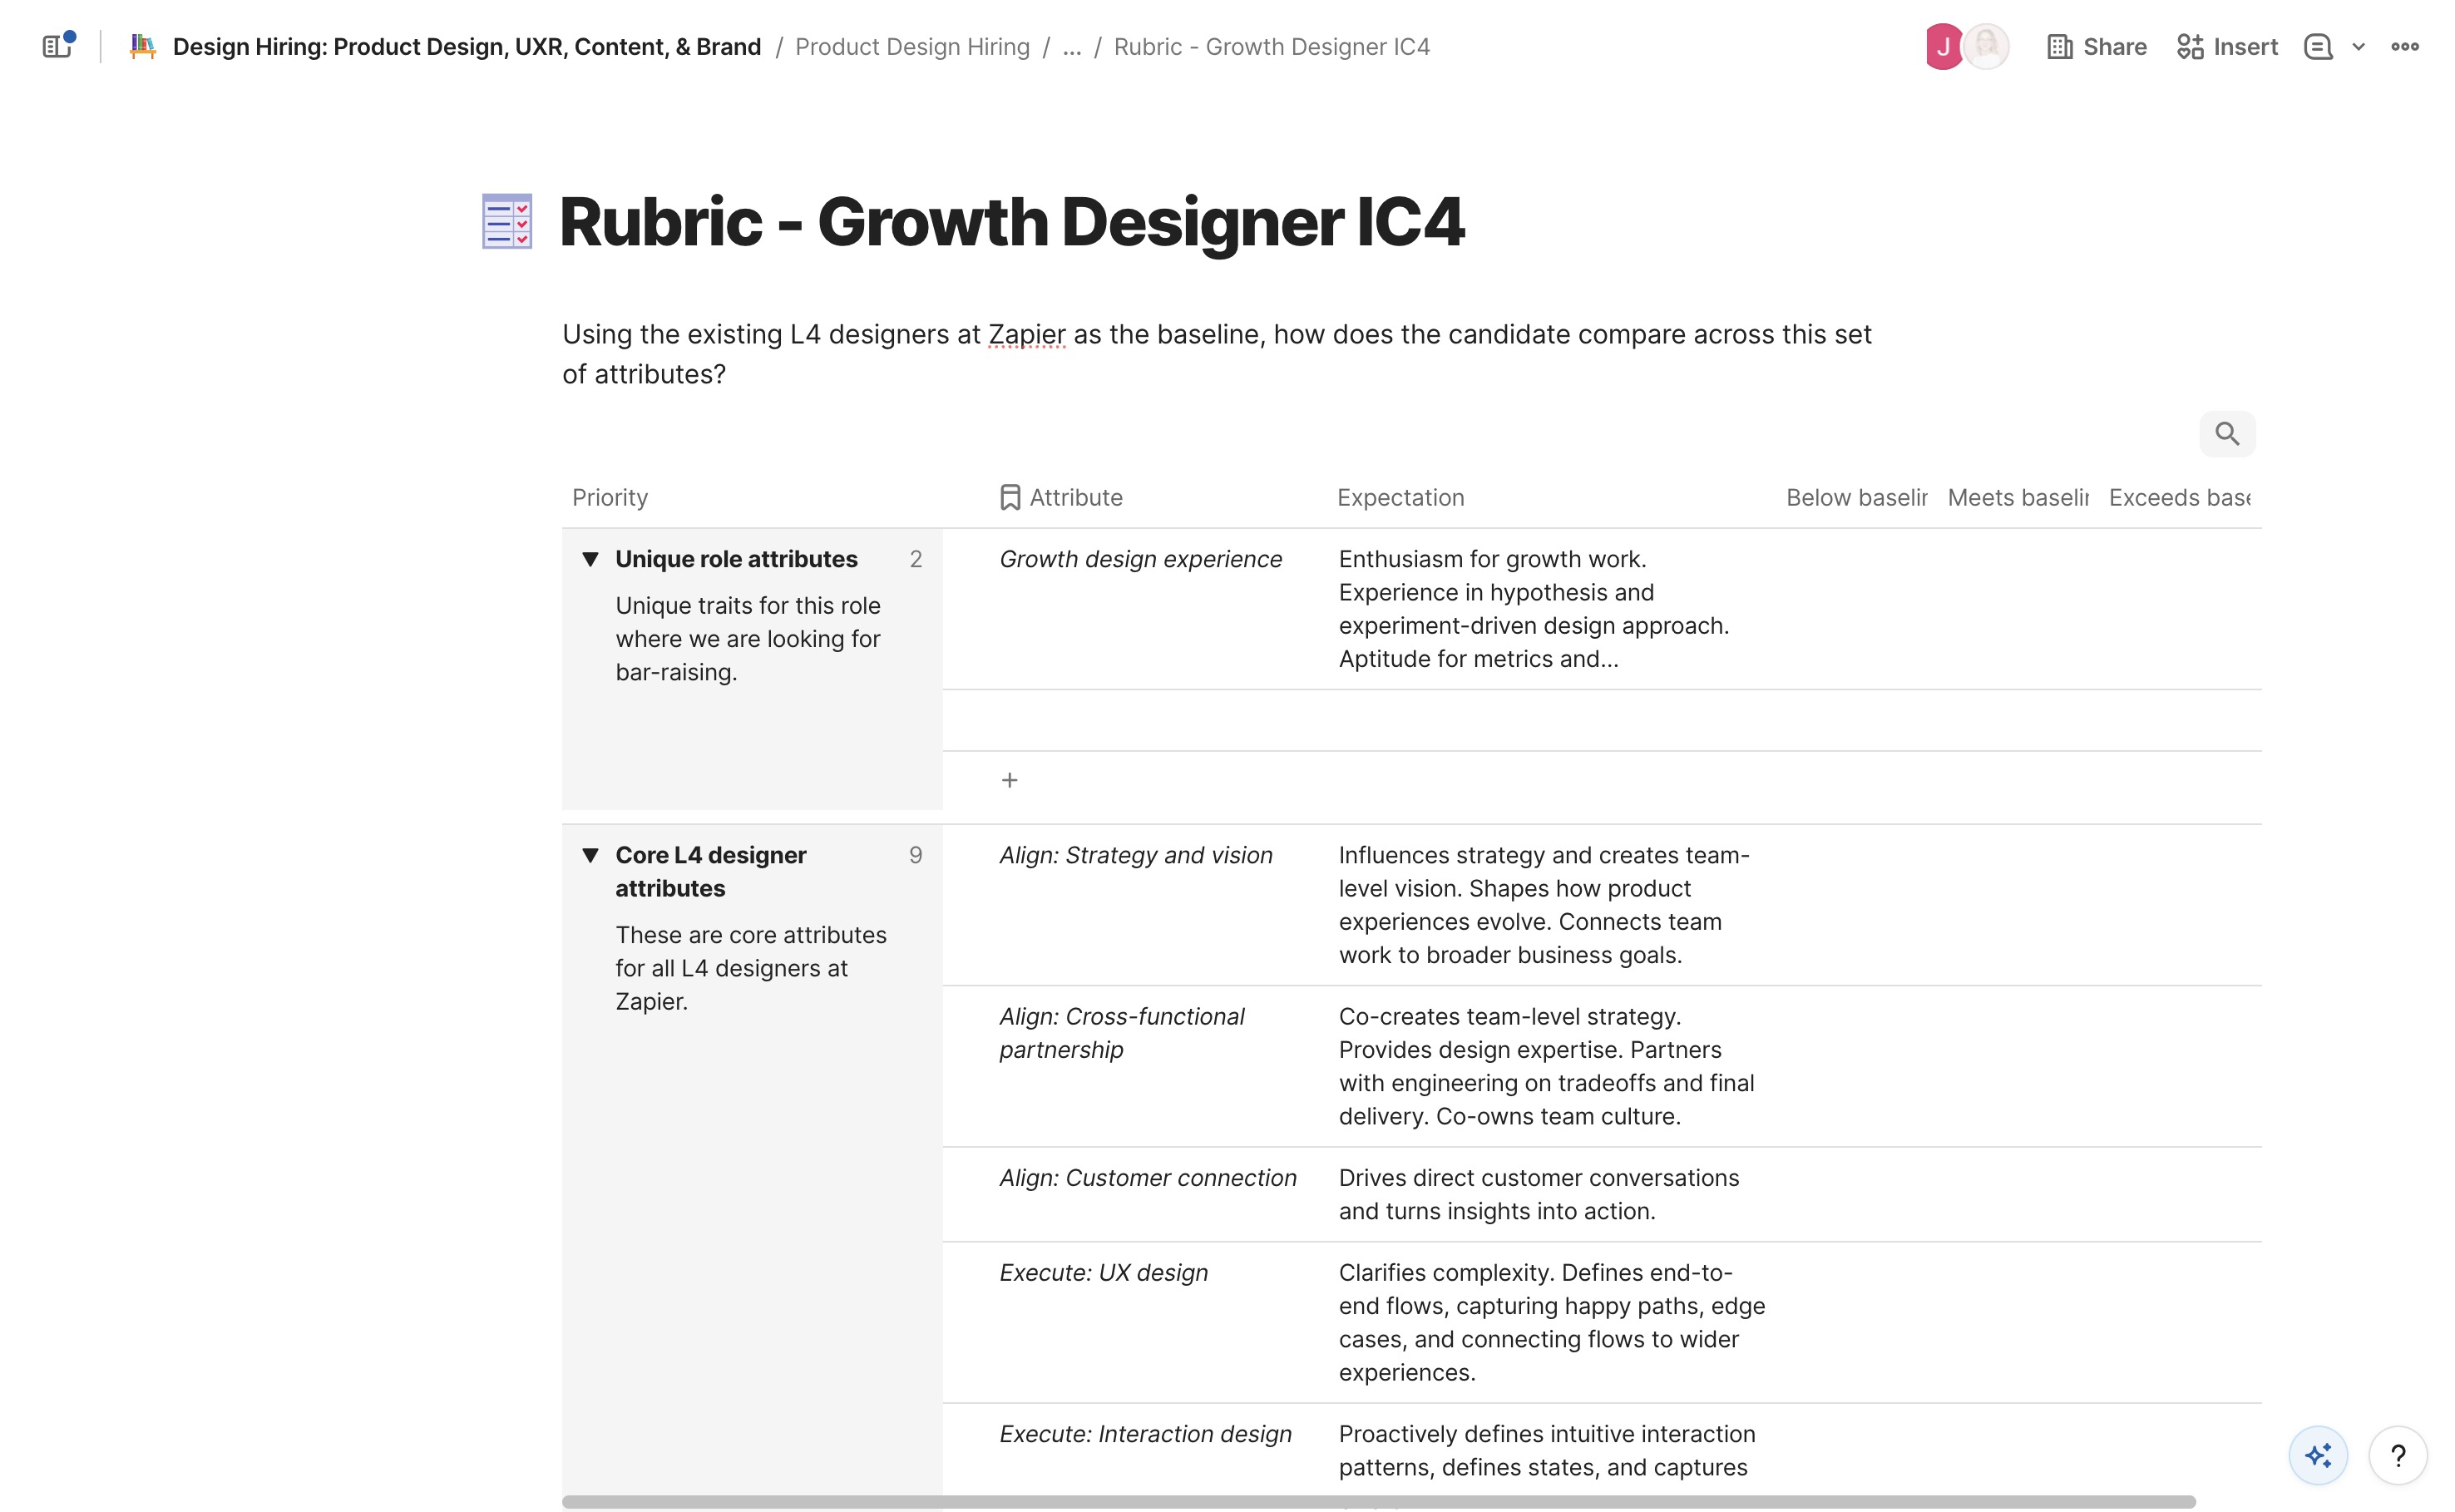 Design Hiring: Product Design, UXR, Content, & Brand / Product Design Hiring / ... / Rubric - Growth Designer IC4
J
Share
Insert
Rubric - Growth Designer IC4
Using the existing L4 designers at Zapier as the baseline, how does the candidate compare across this set
of attributes?
Priority
Attribute
Expectation
Below baselin
Meets baselin
Exceeds base
Unique role attributes 2
Unique traits for this role
where we are looking for
bar-raising.
Growth design experience
Enthusiasm for growth work.
Experience in hypothesis and
experiment-driven design approach.
Aptitude for metrics and...
+
Core L4 designer 9
attributes
These are core attributes
for all L4 designers at
Zapier.
Align: Strategy and vision
Influences strategy and creates team-
level vision. Shapes how product
experiences evolve. Connects team
work to broader business goals.
Align: Cross-functional
partnership
Co-creates team-level strategy.
Provides design expertise. Partners
with engineering on tradeoffs and final
delivery. Co-owns team culture.
Align: Customer connection
Drives direct customer conversations
and turns insights into action.
Execute: UX design
Clarifies complexity. Defines end-to-
end flows, capturing happy paths, edge
cases, and connecting flows to wider
experiences.
Execute: Interaction design
Proactively defines intuitive interaction
patterns, defines states, and captures
?